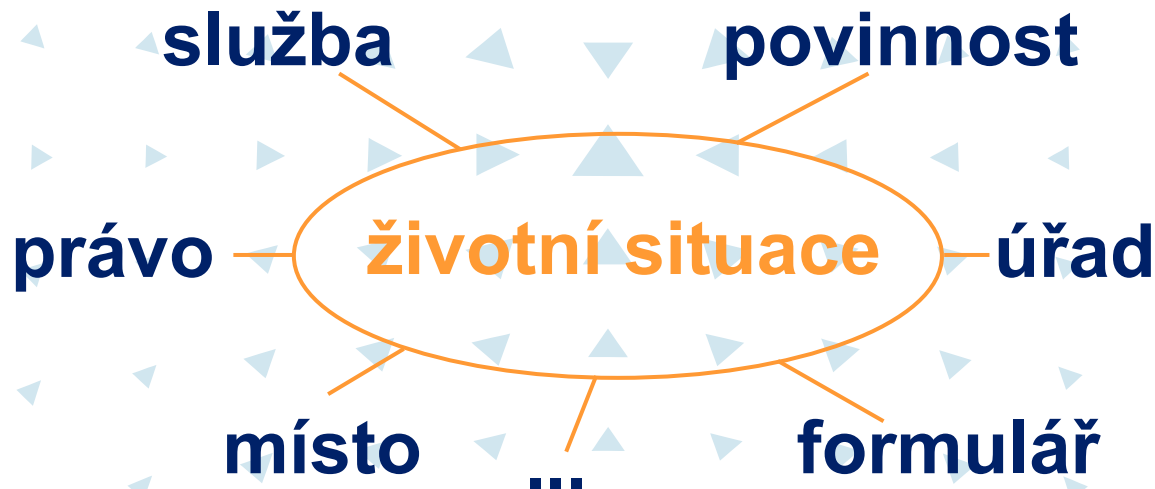 služba
povinnost
právo
životní situace
úřad
místo
...
formulář